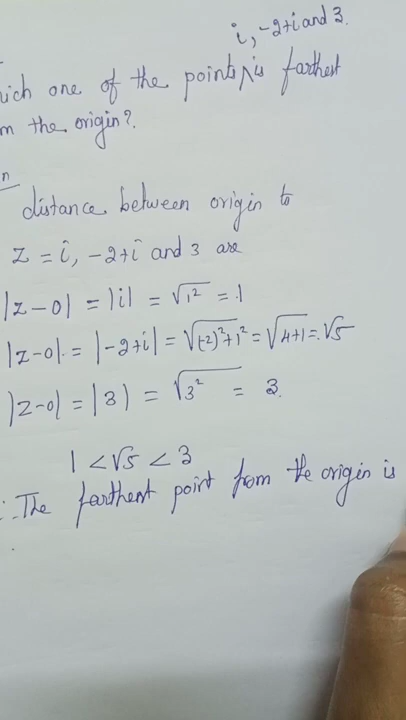 i, -2+i and 3.
ich one of the points is farthest
m the origin?
n
distance between origin to
z = i, -2+i and 3 are
|z-0| = |i| = √1² = 1
|z-0| = |-2+i| = √(-2)²+1² = √4+1 = √5
|z-0| = |3| = √3² = 3.
1 < √5 < 3
∴ The farthest point from the origin is